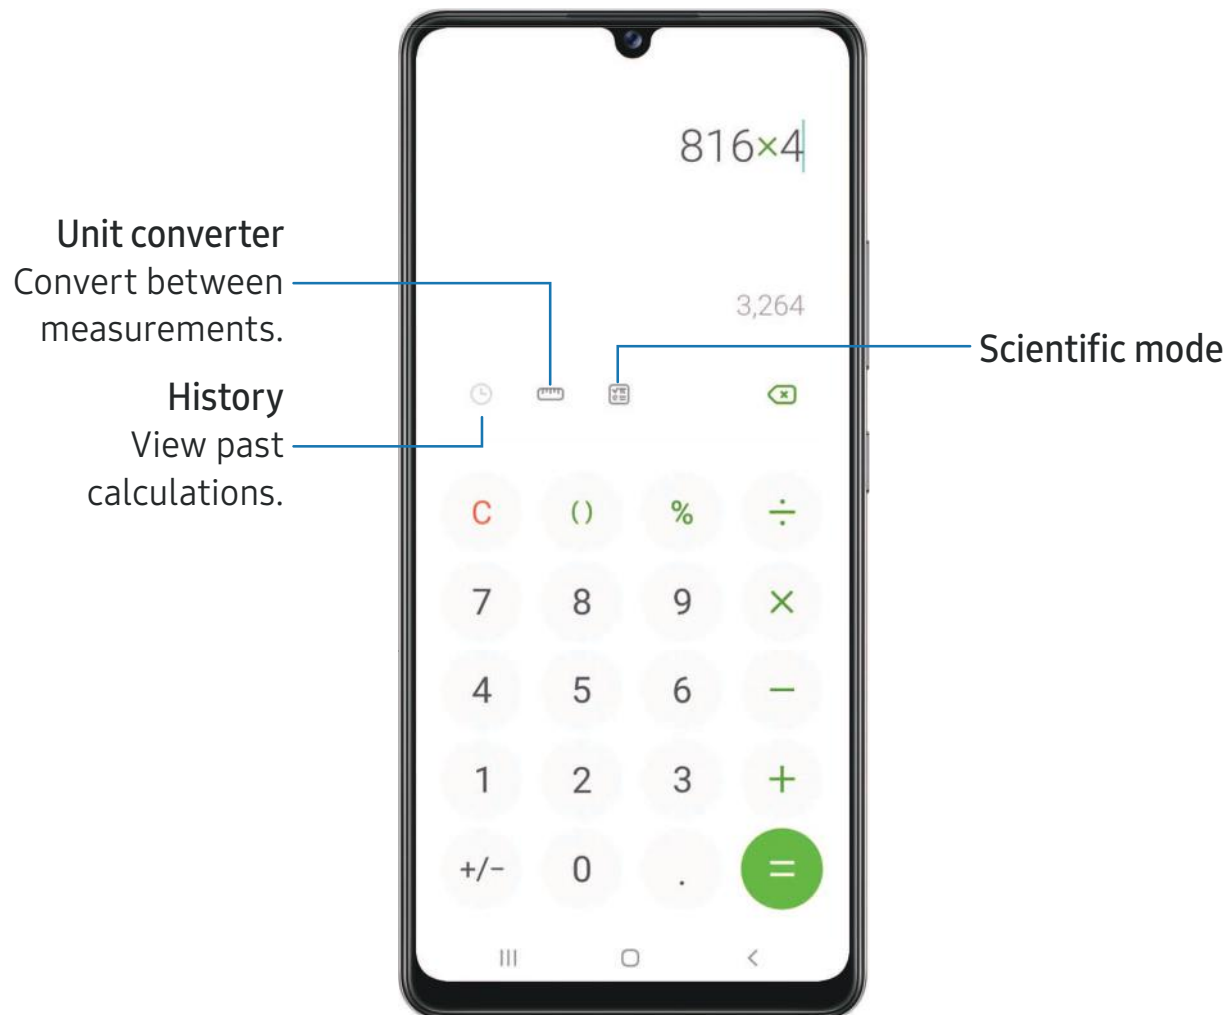 816×4
Unit converter
Convert between
measurements.
3,264
Scientific mode
History
View past
calculations.
C () % ÷
7 8 9 ×
4 5 6 −
1 2 3 +
+/− 0 . =